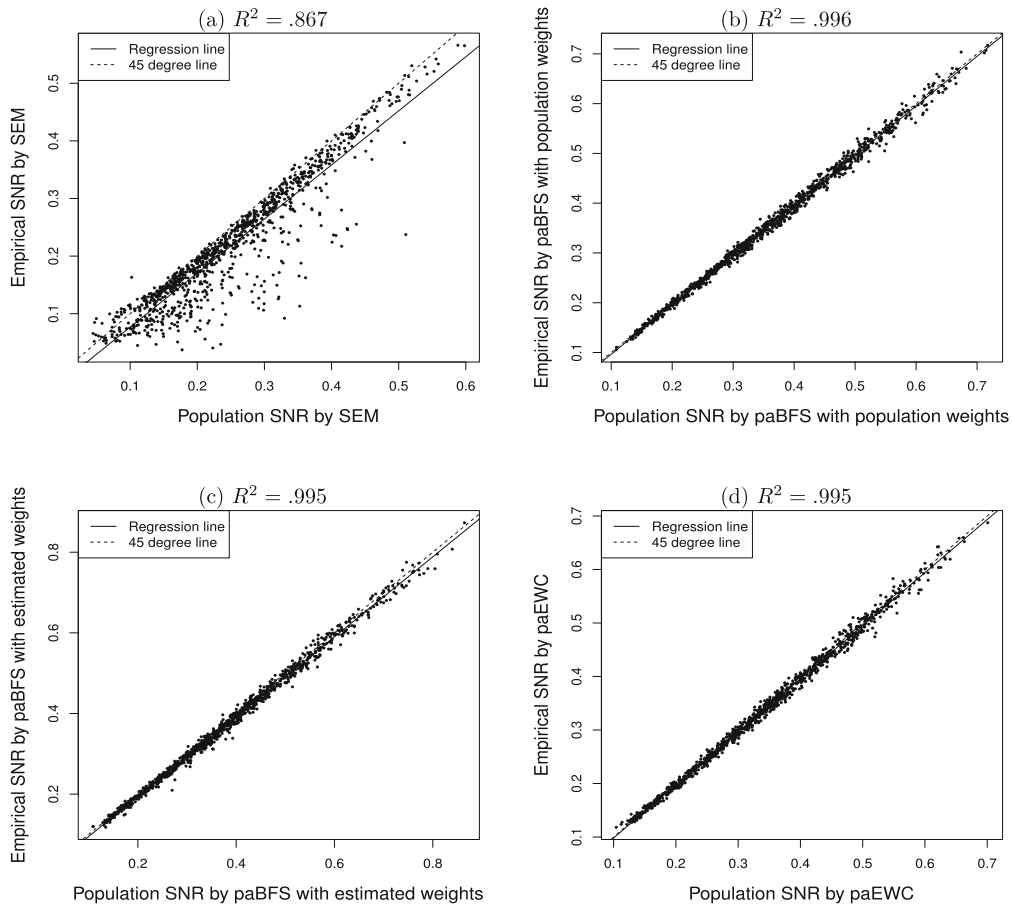 (a) R² = .867
Regression line
45 degree line
Empirical SNR by SEM
0.5
0.4
0.3
0.2
0.1
0.1 0.2 0.3 0.4 0.5 0.6
Population SNR by SEM
(b) R² = .996
Regression line
45 degree line
Empirical SNR by paBFS with population weights
0.7
0.6
0.5
0.4
0.3
0.2
0.1
0.1 0.2 0.3 0.4 0.5 0.6 0.7
Population SNR by paBFS with population weights
(c) R² = .995
Regression line
45 degree line
Empirical SNR by paBFS with estimated weights
0.8
0.6
0.4
0.2
0.2 0.4 0.6 0.8
Population SNR by paBFS with estimated weights
(d) R² = .995
Regression line
45 degree line
Empirical SNR by paEWC
0.7
0.6
0.5
0.4
0.3
0.2
0.1
0.1 0.2 0.3 0.4 0.5 0.6 0.7
Population SNR by paEWC